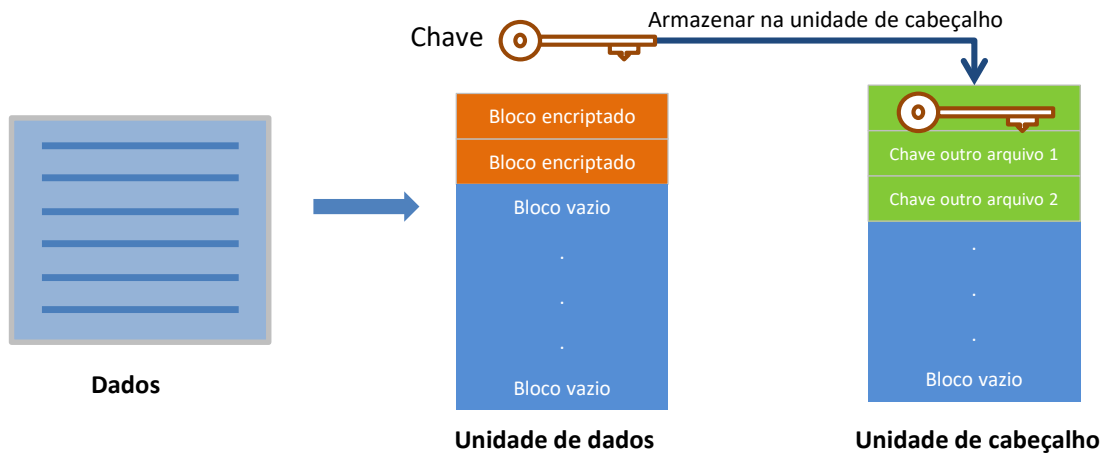 Armazenar na unidade de cabeçalho
Chave
Bloco encriptado
Bloco encriptado
Bloco vazio
.
.
.
Bloco vazio
Chave outro arquivo 1
Chave outro arquivo 2
.
.
.
Bloco vazio
Dados
Unidade de dados
Unidade de cabeçalho